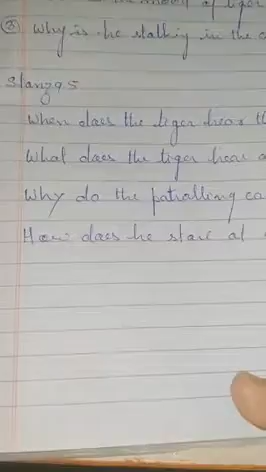 of tiger
③ Why is he stalking in the
Stanza 5
When does the tiger hear
What does the tiger hear
Why do the patrolling
How does he stare at